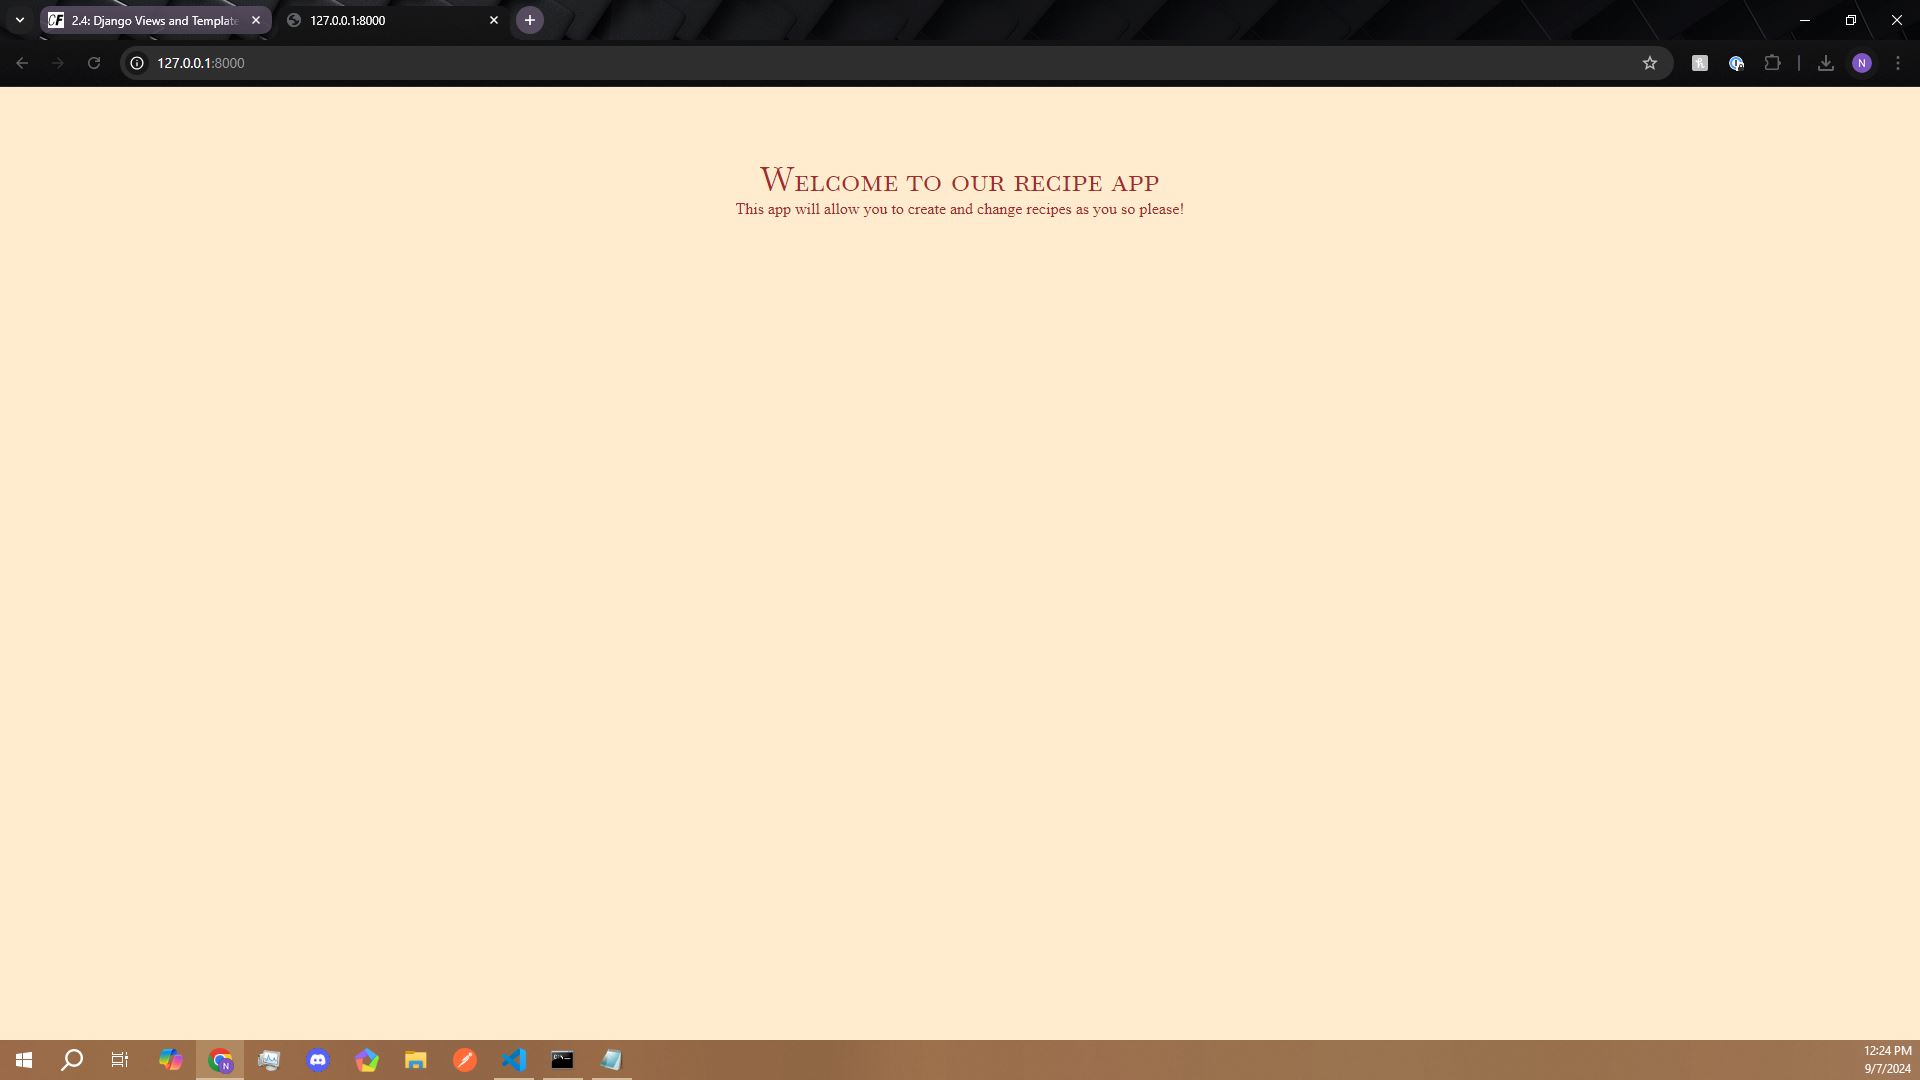 CF 2.4: Django Views and Template
127.0.0.1:8000
127.0.0.1:8000
N
Welcome to our recipe app
This app will allow you to create and change recipes as you so please!
N
12:24 PM
9/7/2024